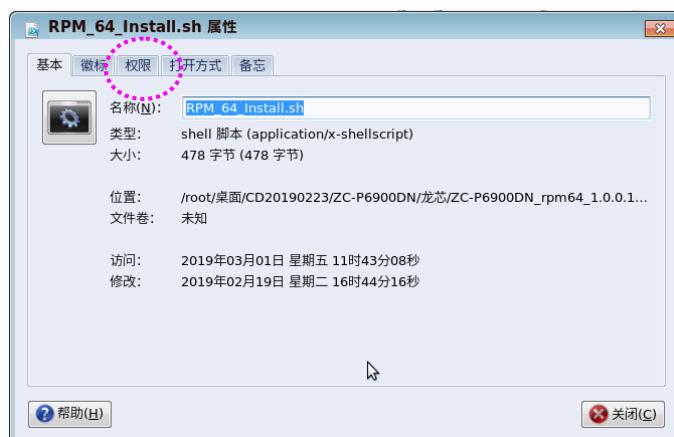 RPM_64_Install.sh 属性
基本 徽标 权限 打开方式 备忘
名称(N): RPM_64_Install.sh
类型: shell 脚本 (application/x-shellscript)
大小: 478 字节 (478 字节)
位置: /root/桌面/CD20190223/ZC-P6900DN/龙芯/ZC-P6900DN_rpm64_1.0.0.1...
文件卷: 未知
访问: 2019年03月01日 星期五 11时43分08秒
修改: 2019年02月19日 星期二 16时44分16秒
帮助(H) 关闭(C)